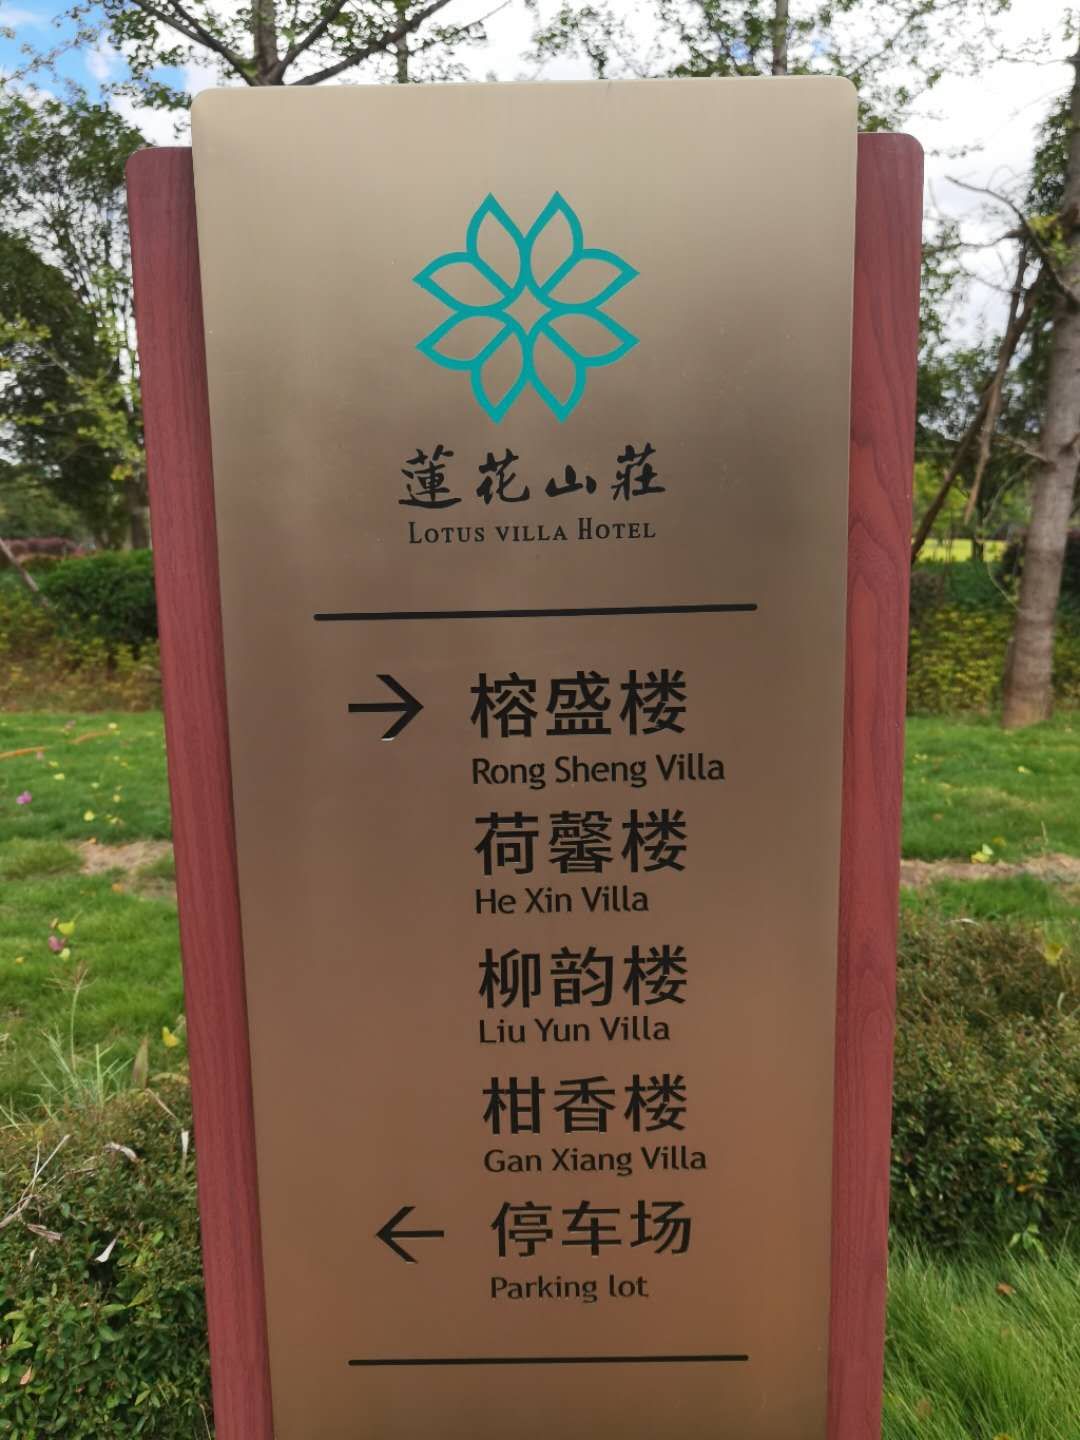 蓮花山莊
LOTUS VILLA HOTEL
→ 榕盛楼
Rong Sheng Villa
荷馨楼
He Xin Villa
柳韵楼
Liu Yun Villa
柑香楼
Gan Xiang Villa
← 停车场
Parking lot